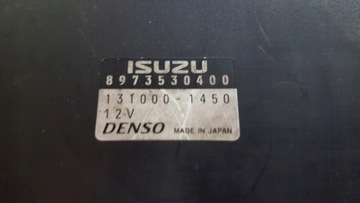 ISUZU
8973530400
131000-1450
12V
DENSO MADE IN JAPAN